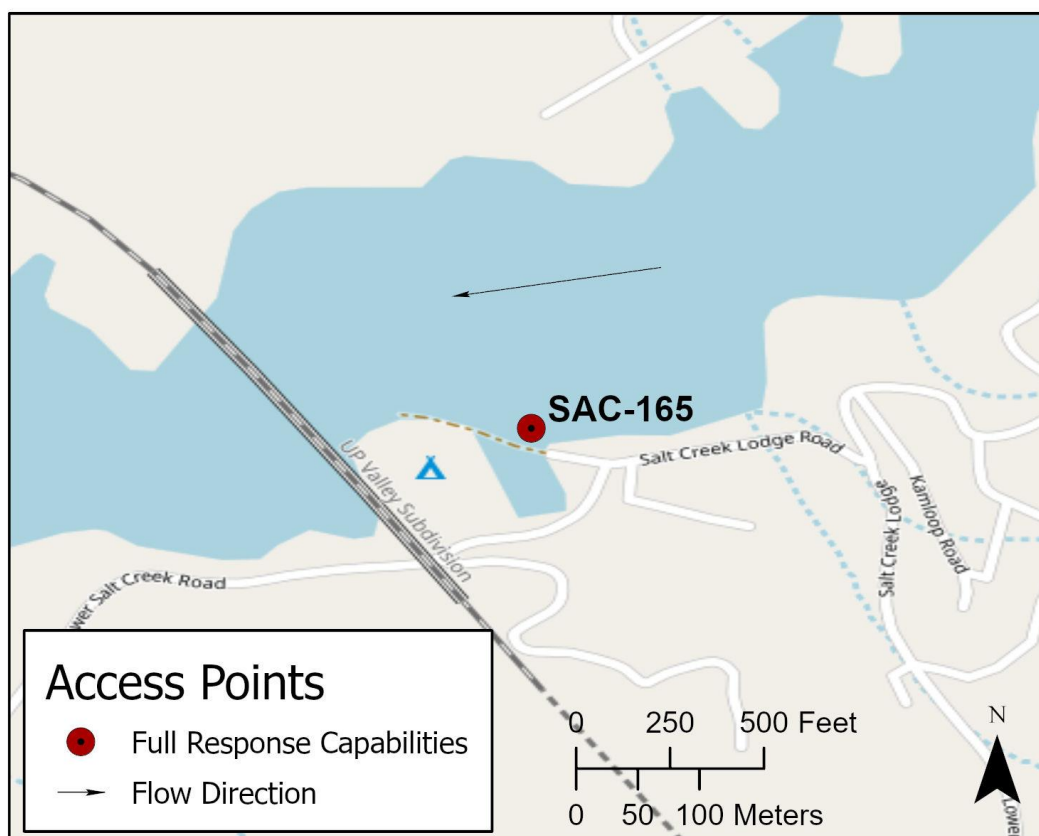 SAC-165
Salt Creek Lodge Road
Salt Creek Lodge
Kamloop Road
UP Valley Subdivision
wer Salt Creek Road
Lowe
Access Points
Full Response Capabilities
Flow Direction
0 250 500 Feet
0 50 100 Meters
N